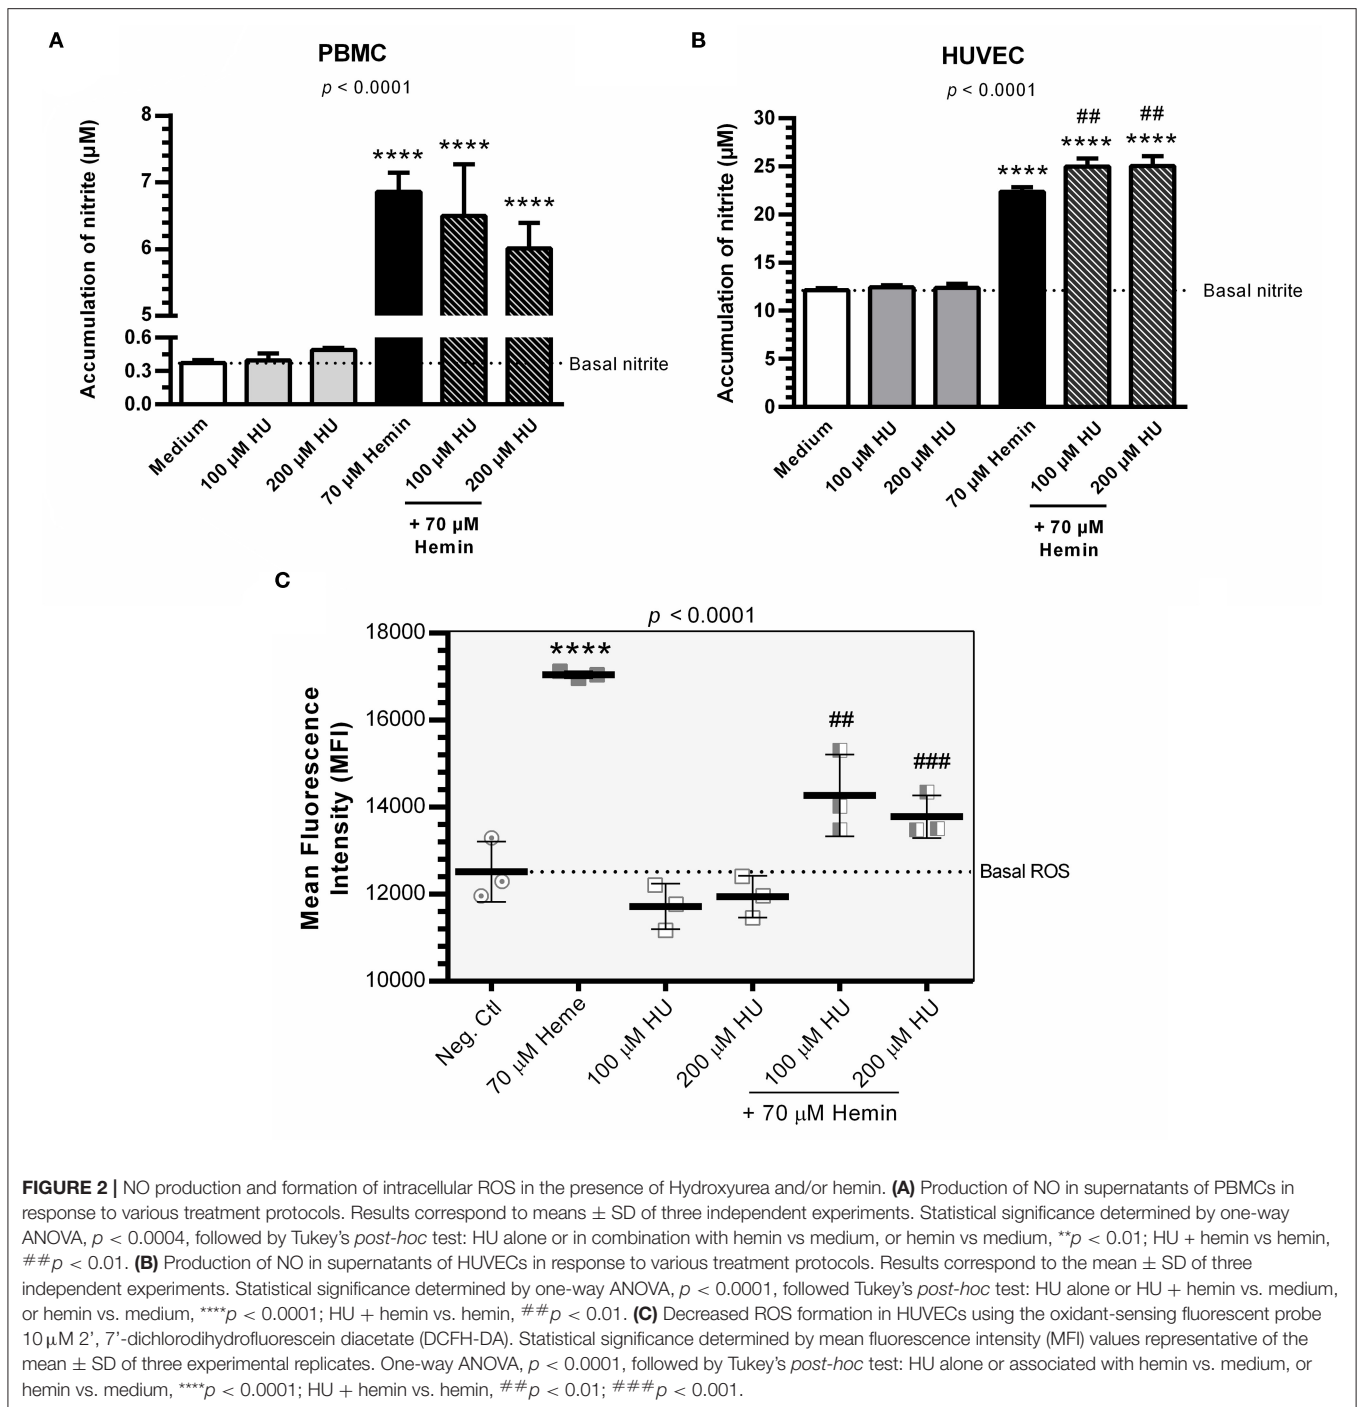 A
PBMC
p < 0.0001
Accumulation of nitrite (µM)
8
7
6
5
0.6
0.3
0.0
****
****
****
Basal nitrite
Medium
100 µM HU
200 µM HU
70 µM Hemin
100 µM HU
200 µM HU
+ 70 µM
Hemin
B
HUVEC
p < 0.0001
Accumulation of nitrite (µM)
30
25
20
15
10
5
0
##
##
****
****
****
Basal nitrite
Medium
100 µM HU
200 µM HU
70 µM Hemin
100 µM HU
200 µM HU
+ 70 µM
Hemin
C
p < 0.0001
Mean Fluorescence
Intensity (MFI)
18000
16000
14000
12000
10000
****
##
###
Basal ROS
Neg. Ctl
70 µM Heme
100 µM HU
200 µM HU
100 µM HU
200 µM HU
+ 70 µM Hemin
FIGURE 2 | NO production and formation of intracellular ROS in the presence of Hydroxyurea and/or hemin. (A) Production of NO in supernatants of PBMCs in
response to various treatment protocols. Results correspond to means ± SD of three independent experiments. Statistical significance determined by one-way
ANOVA, p < 0.0004, followed by Tukey's post-hoc test: HU alone or in combination with hemin vs medium, or hemin vs medium, **p < 0.01; HU + hemin vs hemin,
##p < 0.01. (B) Production of NO in supernatants of HUVECs in response to various treatment protocols. Results correspond to the mean ± SD of three
independent experiments. Statistical significance determined by one-way ANOVA, p < 0.0001, followed Tukey's post-hoc test: HU alone or HU + hemin vs. medium,
or hemin vs. medium, ****p < 0.0001; HU + hemin vs. hemin, ##p < 0.01. (C) Decreased ROS formation in HUVECs using the oxidant-sensing fluorescent probe
10 µM 2', 7'-dichlorodihydrofluorescein diacetate (DCFH-DA). Statistical significance determined by mean fluorescence intensity (MFI) values representative of the
mean ± SD of three experimental replicates. One-way ANOVA, p < 0.0001, followed by Tukey's post-hoc test: HU alone or associated with hemin vs. medium, or
hemin vs. medium, ****p < 0.0001; HU + hemin vs. hemin, ##p < 0.01; ###p < 0.001.